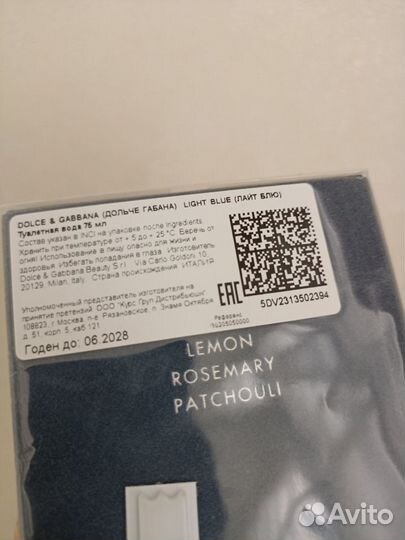 DOLCE & GABBANA (ДОЛЬЧЕ ГАБАНА) LIGHT BLUE (ЛАЙТ БЛЮ)
Туалетная вода 75 мл
Состав указан в INCI на упаковке после Ingredients.
Хранить при температуре от + 5 до + 25 °C. Беречь от
огня! Использование в пищу опасно для жизни и
здоровья. Избегать попадания в глаза. Изготовитель:
Dolce & Gabbana Beauty S.r.l., Via Carlo Goldoni 10,
20129, Milan, Italy. Страна происхождения: ИТАЛИЯ
Уполномоченный представитель изготовителя на
принятие претензий: ООО "Курс Груп Дистрибьюшн"
108823, г. Москва, п-е. Рязановское, п. Знамя Октября,
д. 51, корп. 5, каб.121
Годен до: 06.2028
EAC
5DV2313502394
LEMON
ROSEMARY
PATCHOULI
Avito